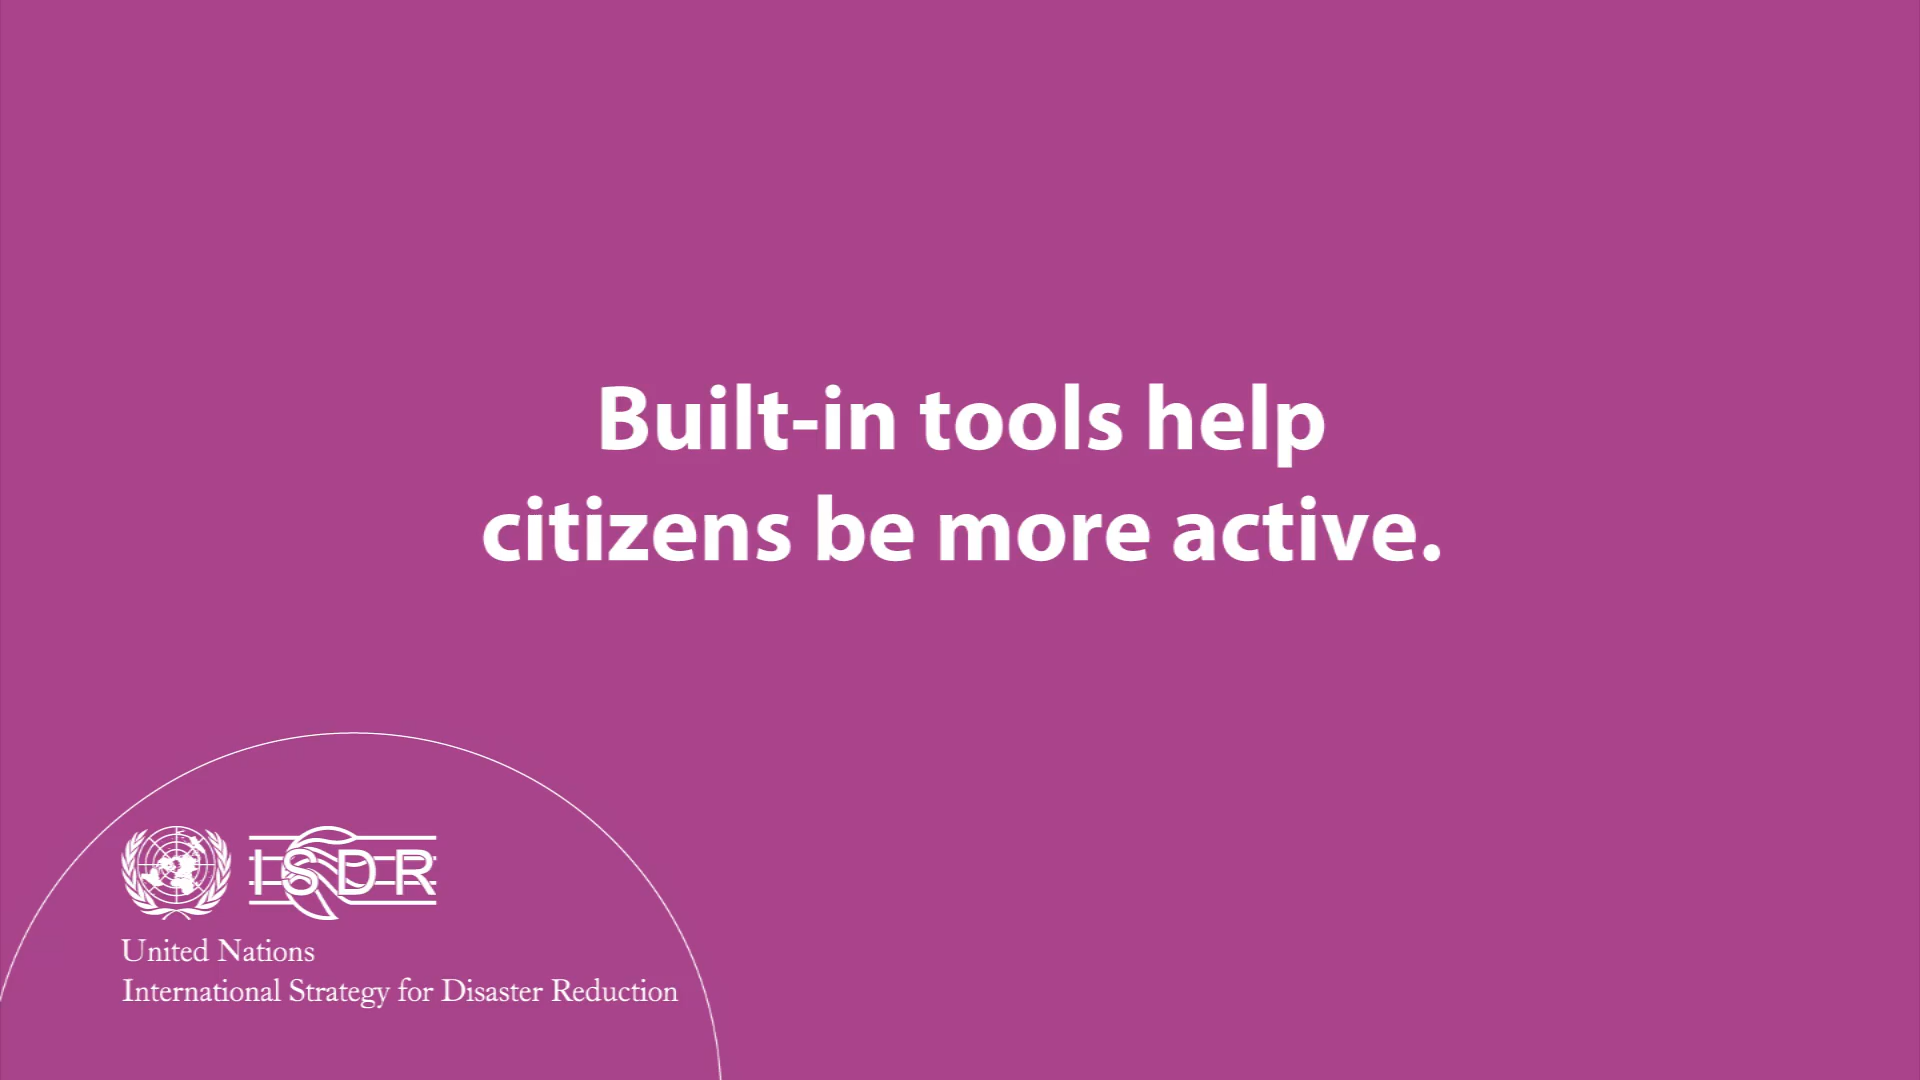 Built-in tools help
citizens be more active.
ISDR
United Nations
International Strategy for Disaster Reduction